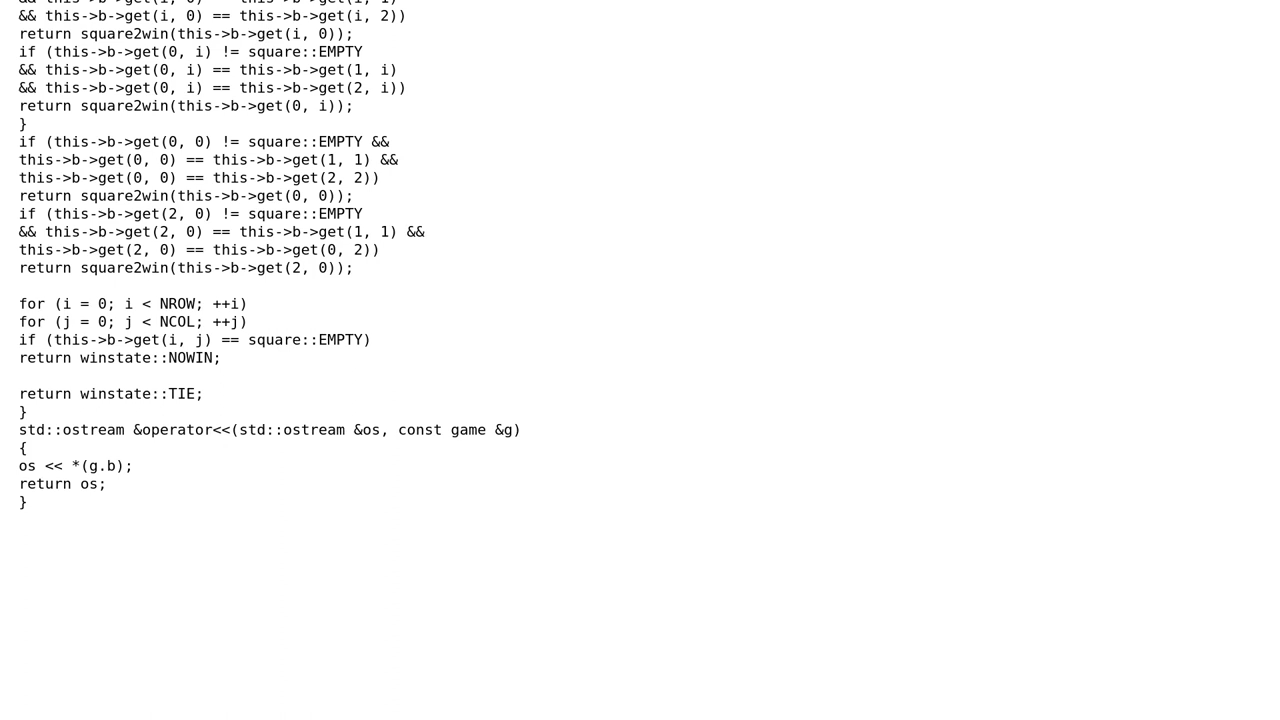 && this->b->get(i, 0) == this->b->get(i, 1)
&& this->b->get(i, 0) == this->b->get(i, 2))
return square2win(this->b->get(i, 0));
if (this->b->get(0, i) != square::EMPTY
&& this->b->get(0, i) == this->b->get(1, i)
&& this->b->get(0, i) == this->b->get(2, i))
return square2win(this->b->get(0, i));
}
if (this->b->get(0, 0) != square::EMPTY &&
this->b->get(0, 0) == this->b->get(1, 1) &&
this->b->get(0, 0) == this->b->get(2, 2))
return square2win(this->b->get(0, 0));
if (this->b->get(2, 0) != square::EMPTY
&& this->b->get(2, 0) == this->b->get(1, 1) &&
this->b->get(2, 0) == this->b->get(0, 2))
return square2win(this->b->get(2, 0));

for (i = 0; i < NROW; ++i)
for (j = 0; j < NCOL; ++j)
if (this->b->get(i, j) == square::EMPTY)
return winstate::NOWIN;

return winstate::TIE;
}
std::ostream &operator<<(std::ostream &os, const game &g)
{
os << *(g.b);
return os;
}